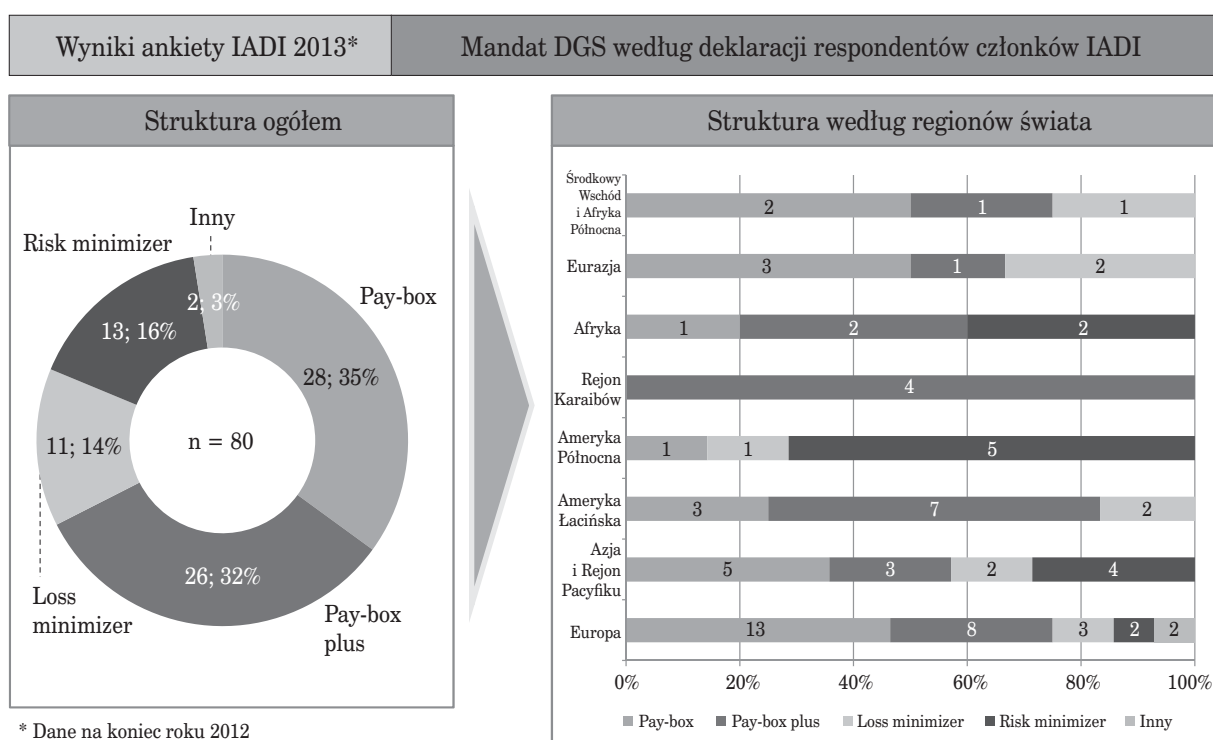 Wyniki ankiety IADI 2013*
Mandat DGS według deklaracji respondentów członków IADI
Struktura ogółem
Inny
Risk minimizer
Pay-box
2; 3%
13; 16%
28; 35%
11; 14%
n = 80
26; 32%
Loss
minimizer
Pay-box
plus
* Dane na koniec roku 2012
Struktura według regionów świata
Środkowy
Wschód
i Afryka
Północna
2 1 1
Eurazja
3 1 2
Afryka
1 2 2
Rejon
Karaibów
4
Ameryka
Północna
1 1 5
Ameryka
Łacińska
3 7 2
Azja
i Rejon
Pacyfiku
5 3 2 4
Europa
13 8 3 2 2
0% 20% 40% 60% 80% 100%
Pay-box Pay-box plus Loss minimizer Risk minimizer Inny